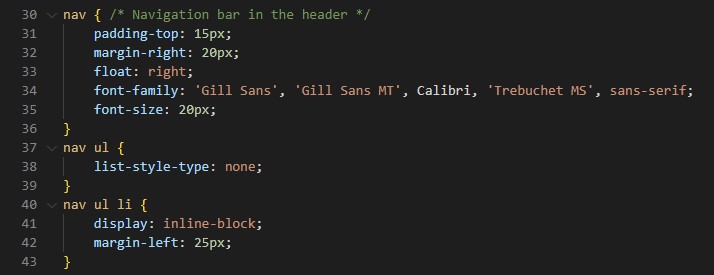 30 nav { /* Navigation bar in the header */
31 padding-top: 15px;
32 margin-right: 20px;
33 float: right;
34 font-family: 'Gill Sans', 'Gill Sans MT', Calibri, 'Trebuchet MS', sans-serif;
35 font-size: 20px;
36 }
37 nav ul {
38 list-style-type: none;
39 }
40 nav ul li {
41 display: inline-block;
42 margin-left: 25px;
43 }